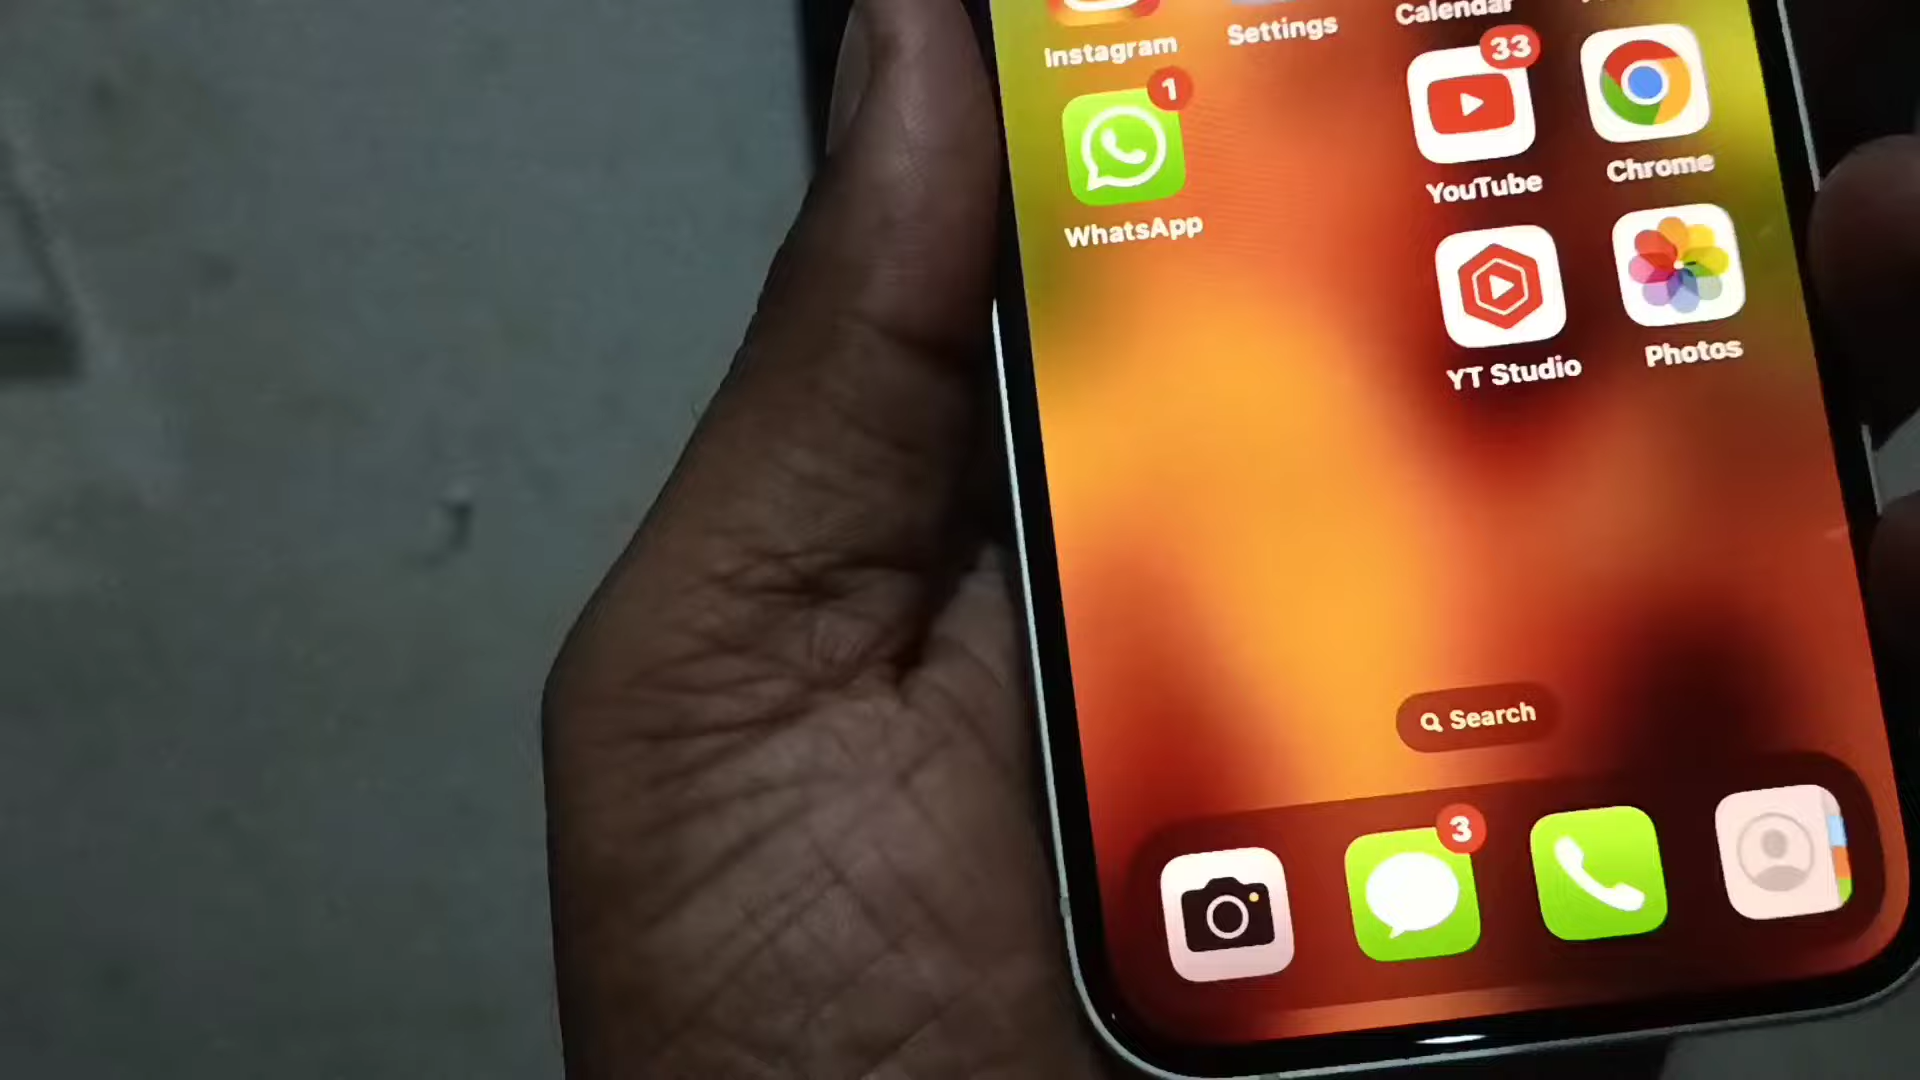 Instagram
Settings
Calendar
1
WhatsApp
33
YouTube
Chrome
YT Studio
Photos
Search
3